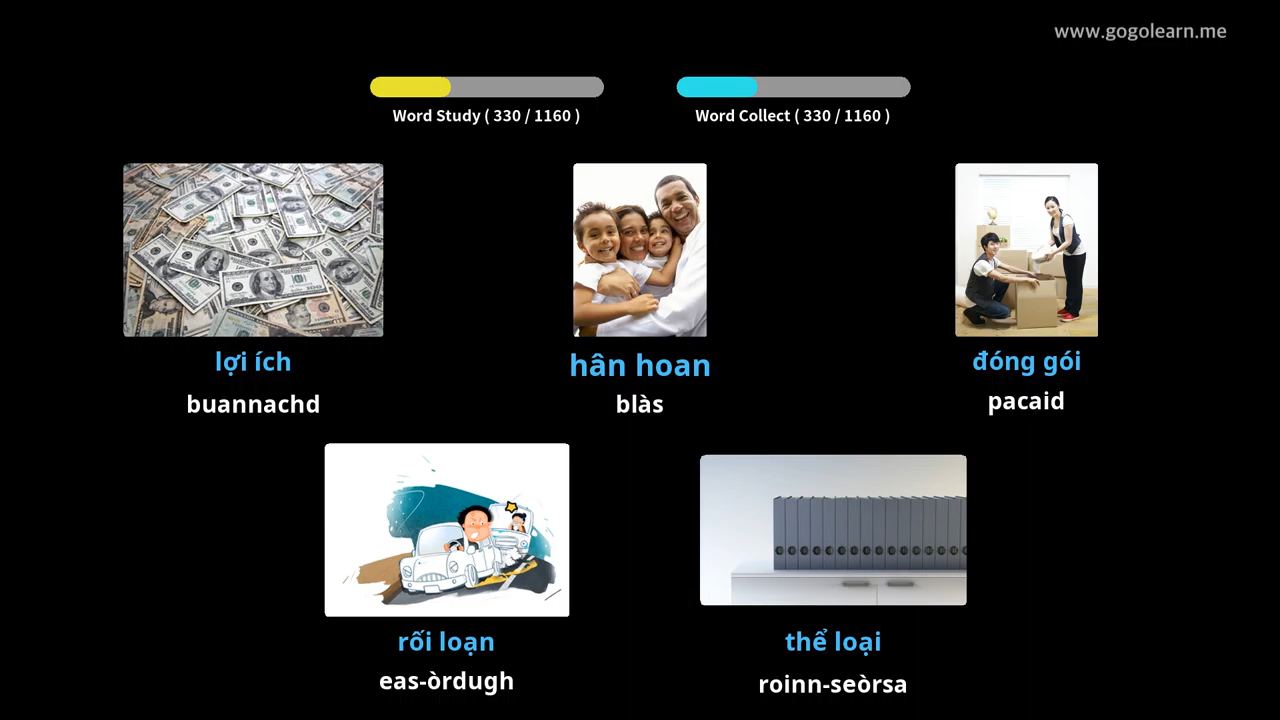 www.gogolearn.me
Word Study ( 330 / 1160 )
Word Collect ( 330 / 1160 )
lợi ích
buannachd
hân hoan
blàs
đóng gói
pacaid
rối loạn
eas-òrdugh
thể loại
roinn-seòrsa